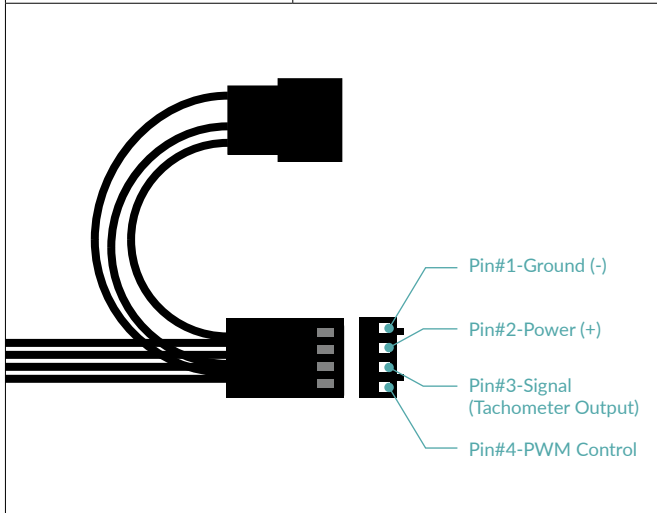 Pin#1-Ground (-)
Pin#2-Power (+)
Pin#3-Signal
(Tachometer Output)
Pin#4-PWM Control